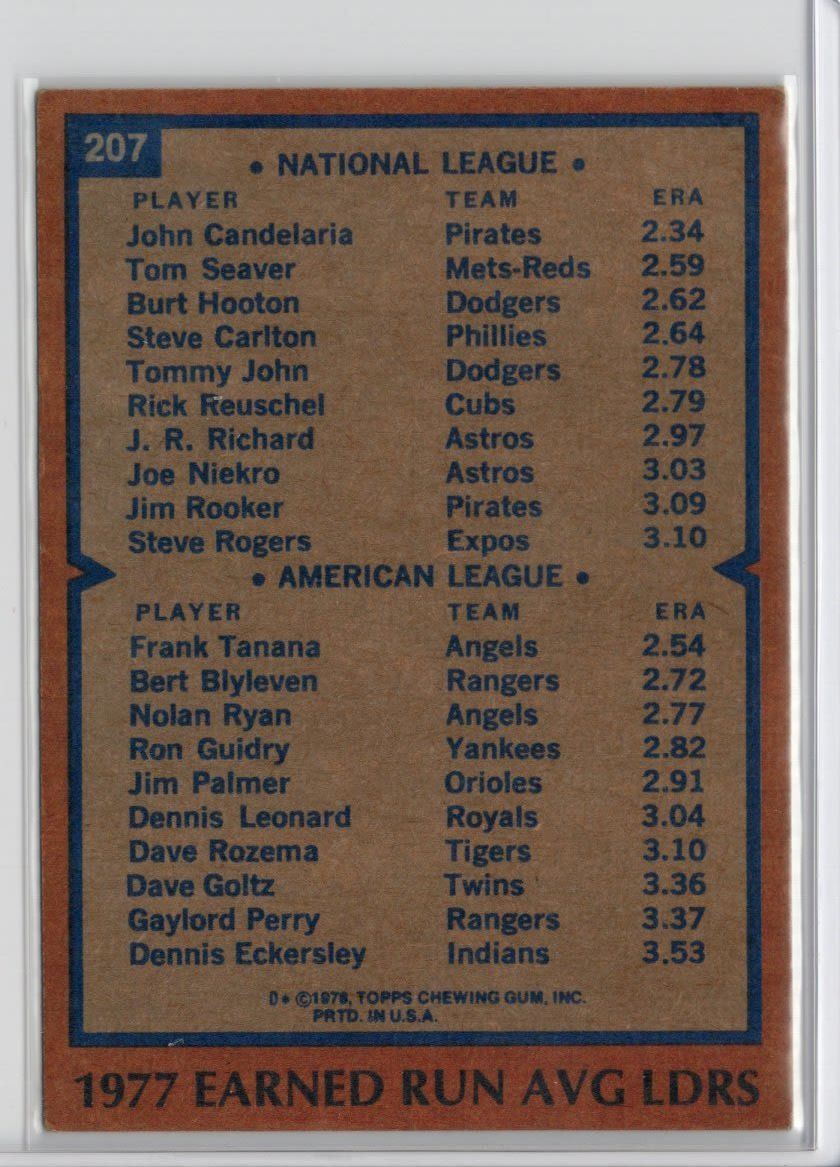 207
• NATIONAL LEAGUE •
PLAYER TEAM ERA
John Candelaria Pirates 2.34
Tom Seaver Mets-Reds 2.59
Burt Hooton Dodgers 2.62
Steve Carlton Phillies 2.64
Tommy John Dodgers 2.78
Rick Reuschel Cubs 2.79
J. R. Richard Astros 2.97
Joe Niekro Astros 3.03
Jim Rooker Pirates 3.09
Steve Rogers Expos 3.10
• AMERICAN LEAGUE •
PLAYER TEAM ERA
Frank Tanana Angels 2.54
Bert Blyleven Rangers 2.72
Nolan Ryan Angels 2.77
Ron Guidry Yankees 2.82
Jim Palmer Orioles 2.91
Dennis Leonard Royals 3.04
Dave Rozema Tigers 3.10
Dave Goltz Twins 3.36
Gaylord Perry Rangers 3.37
Dennis Eckersley Indians 3.53
D* ©1978, TOPPS CHEWING GUM, INC.
PRTD. IN U.S.A.
1977 EARNED RUN AVG LDRS